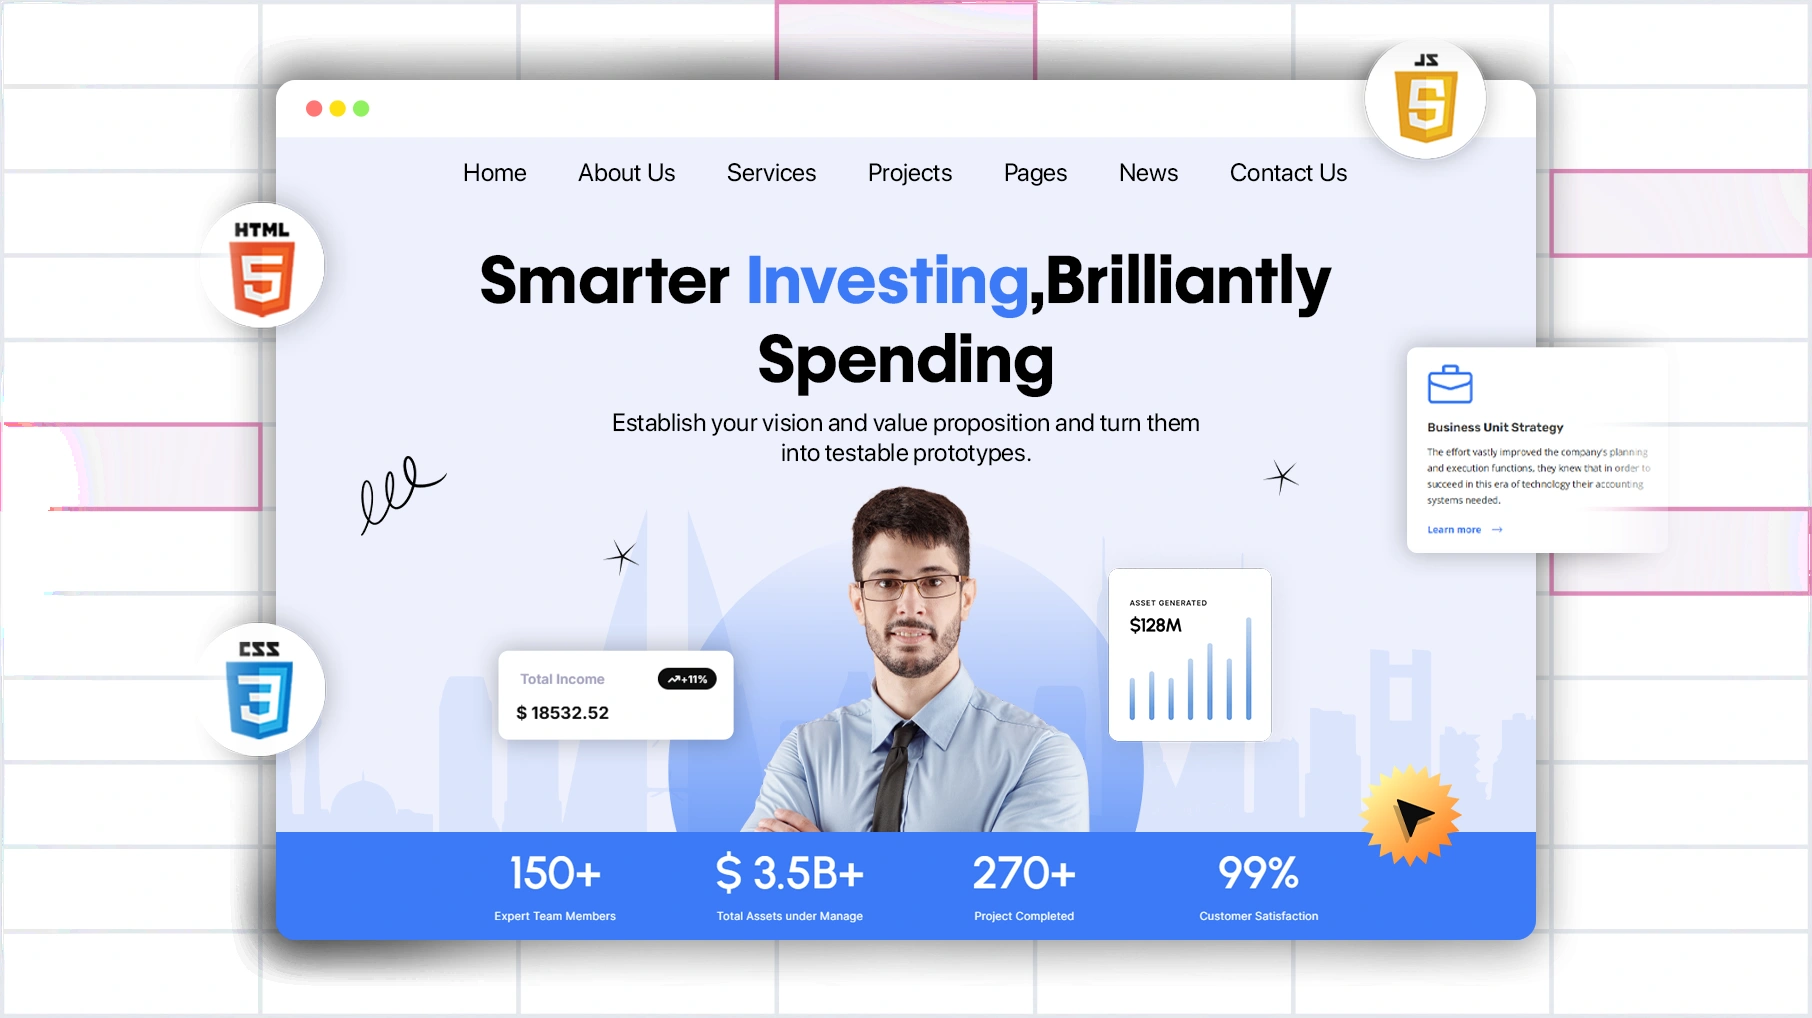 JS
5
Home About Us Services Projects Pages News Contact Us
HTML
5
Smarter Investing,Brilliantly
Spending
Establish your vision and value proposition and turn them
into testable prototypes.
Business Unit Strategy
The effort vastly improved the company's planning
and execution functions, they knew that in order to
succeed in this era of technology their accounting
systems needed.
Learn more →
ASSET GENERATED
$128M
CSS
3
Total Income
+11%
$ 18532.52
150+ $ 3.5B+ 270+ 99%
Expert Team Members Total Assets under Manage Project Completed Customer Satisfaction